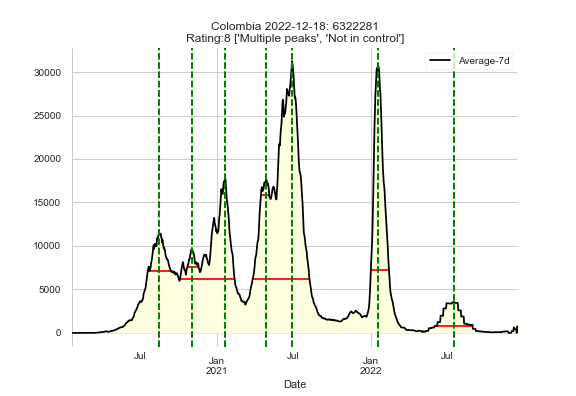 Colombia 2022-12-18: 6322281
Rating:8 ['Multiple peaks', 'Not in control']
Average-7d
30000
25000
20000
15000
10000
5000
0
Jul
Jan
2021
Jul
Jan
2022
Jul
Date